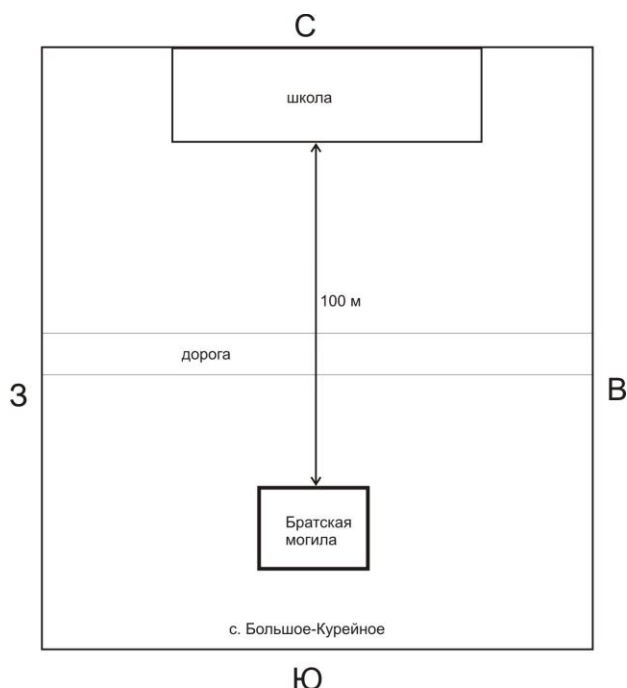 С
школа
100 м
дорога
З
В
Братская
могила
с. Большое-Курейное
Ю